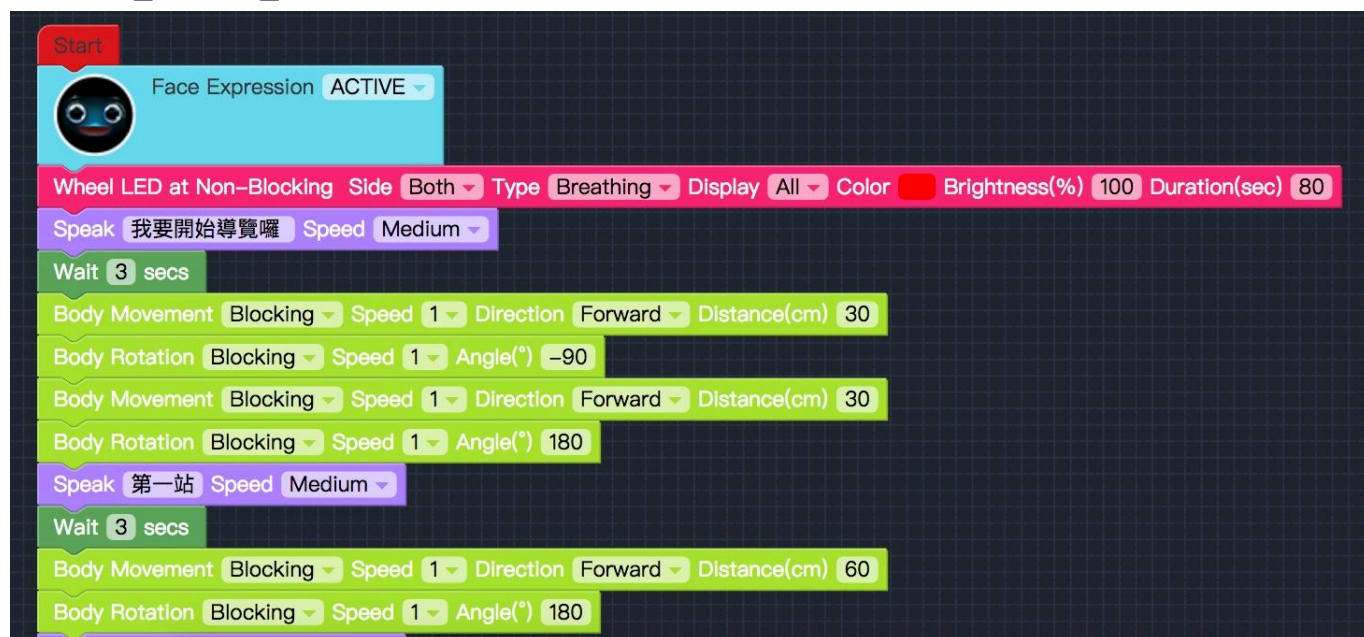 Start
Face Expression ACTIVE
Wheel LED at Non-Blocking Side Both Type Breathing Display All Color Brightness(%) 100 Duration(sec) 80
Speak 我要開始導覽囉 Speed Medium
Wait 3 secs
Body Movement Blocking Speed 1 Direction Forward Distance(cm) 30
Body Rotation Blocking Speed 1 Angle(°) -90
Body Movement Blocking Speed 1 Direction Forward Distance(cm) 30
Body Rotation Blocking Speed 1 Angle(°) 180
Speak 第一站 Speed Medium
Wait 3 secs
Body Movement Blocking Speed 1 Direction Forward Distance(cm) 60
Body Rotation Blocking Speed 1 Angle(°) 180